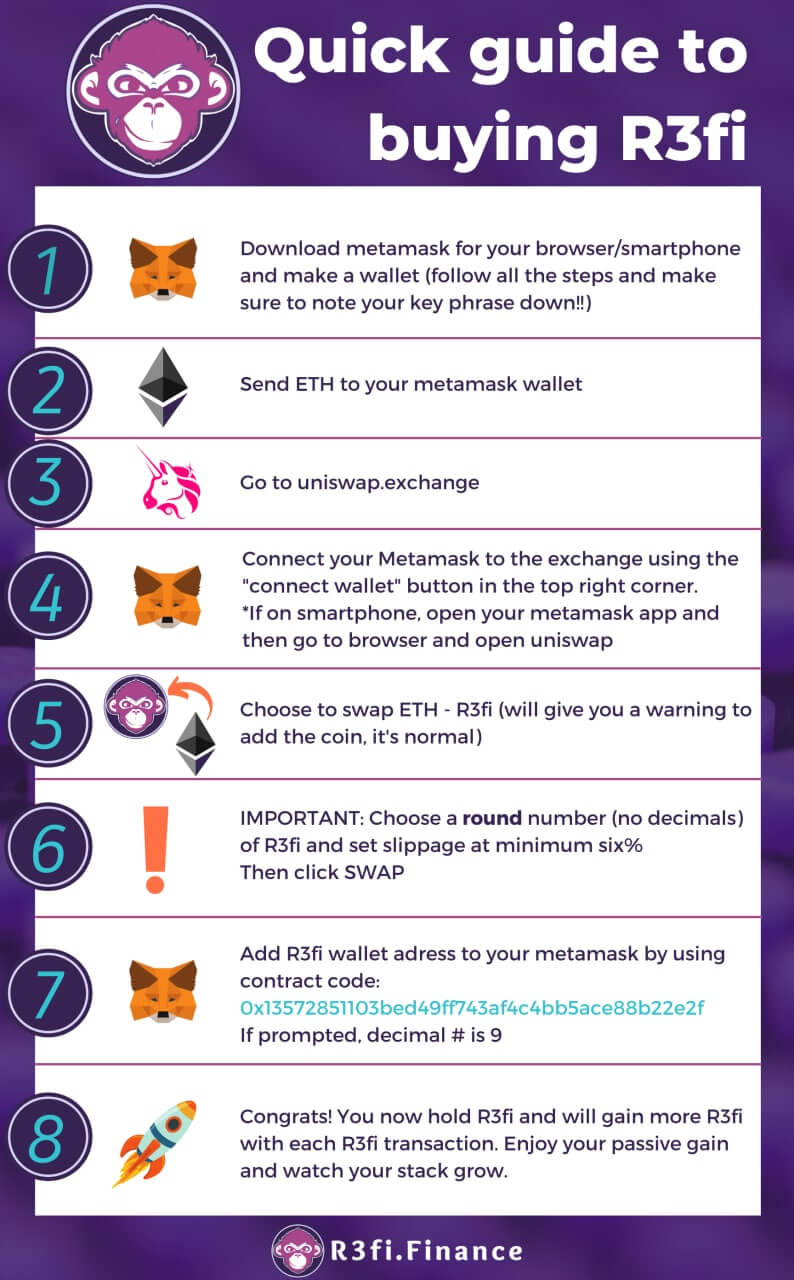 Quick guide to
buying R3fi
1
Download metamask for your browser/smartphone
and make a wallet (follow all the steps and make
sure to note your key phrase down!!)
2
Send ETH to your metamask wallet
3
Go to uniswap.exchange
4
Connect your Metamask to the exchange using the
"connect wallet" button in the top right corner.
*If on smartphone, open your metamask app and
then go to browser and open uniswap
5
Choose to swap ETH - R3fi (will give you a warning to
add the coin, it's normal)
6
IMPORTANT: Choose a round number (no decimals)
of R3fi and set slippage at minimum six%
Then click SWAP
7
Add R3fi wallet adress to your metamask by using
contract code:
0x13572851103bed49ff743af4c4bb5ace88b22e2f
If prompted, decimal # is 9
8
Congrats! You now hold R3fi and will gain more R3fi
with each R3fi transaction. Enjoy your passive gain
and watch your stack grow.
R3fi.Finance